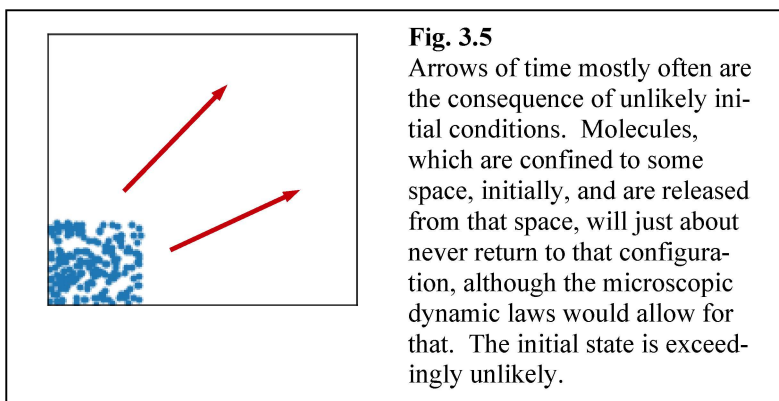 Fig. 3.5
Arrows of time mostly often are
the consequence of unlikely ini-
tial conditions.  Molecules,
which are confined to some
space, initially, and are released
from that space, will just about
never return to that configura-
tion, although the microscopic
dynamic laws would allow for
that.  The initial state is exceed-
ingly unlikely.